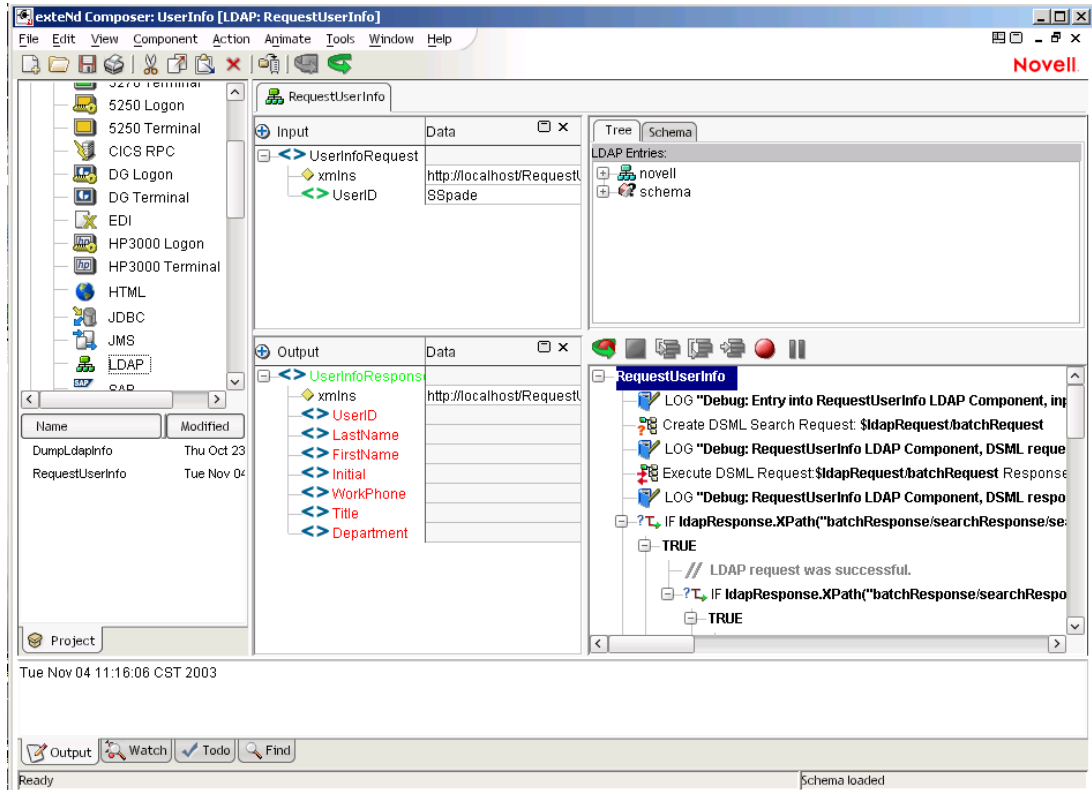 exteNd Composer: UserInfo [LDAP: RequestUserInfo]
File Edit View Component Action Animate Tools Window Help
Novell
5270 Terminal
5250 Logon
5250 Terminal
CICS RPC
DG Logon
DG Terminal
EDI
HP3000 Logon
HP3000 Terminal
HTML
JDBC
JMS
LDAP
SAP
Name Modified
DumpLdapInfo Thu Oct 23
RequestUserInfo Tue Nov 04
Project
RequestUserInfo
Input Data
UserInfoRequest
xmlns http://localhost/RequestU
UserID SSpade
Tree Schema
LDAP Entries:
novell
schema
Output Data
UserInfoResponse
xmlns http://localhost/RequestU
UserID
LastName
FirstName
Initial
WorkPhone
Title
Department
RequestUserInfo
LOG "Debug: Entry into RequestUserInfo LDAP Component, inp
Create DSML Search Request: $ldapRequest/batchRequest
LOG "Debug: RequestUserInfo LDAP Component, DSML reque
Execute DSML Request:$ldapRequest/batchRequest Response
LOG "Debug: RequestUserInfo LDAP Component, DSML respo
IF ldapResponse.XPath("batchResponse/searchResponse/se
TRUE
// LDAP request was successful.
IF ldapResponse.XPath("batchResponse/searchRespo
TRUE
Tue Nov 04 11:16:06 CST 2003
Output Watch Todo Find
Ready Schema loaded